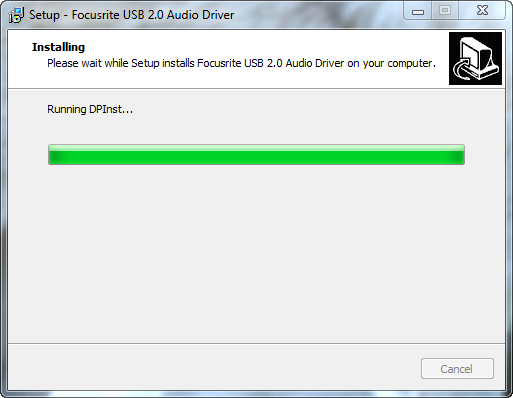 Setup - Focusrite USB 2.0 Audio Driver
Installing
Please wait while Setup installs Focusrite USB 2.0 Audio Driver on your computer.
Running DPInst...
Cancel